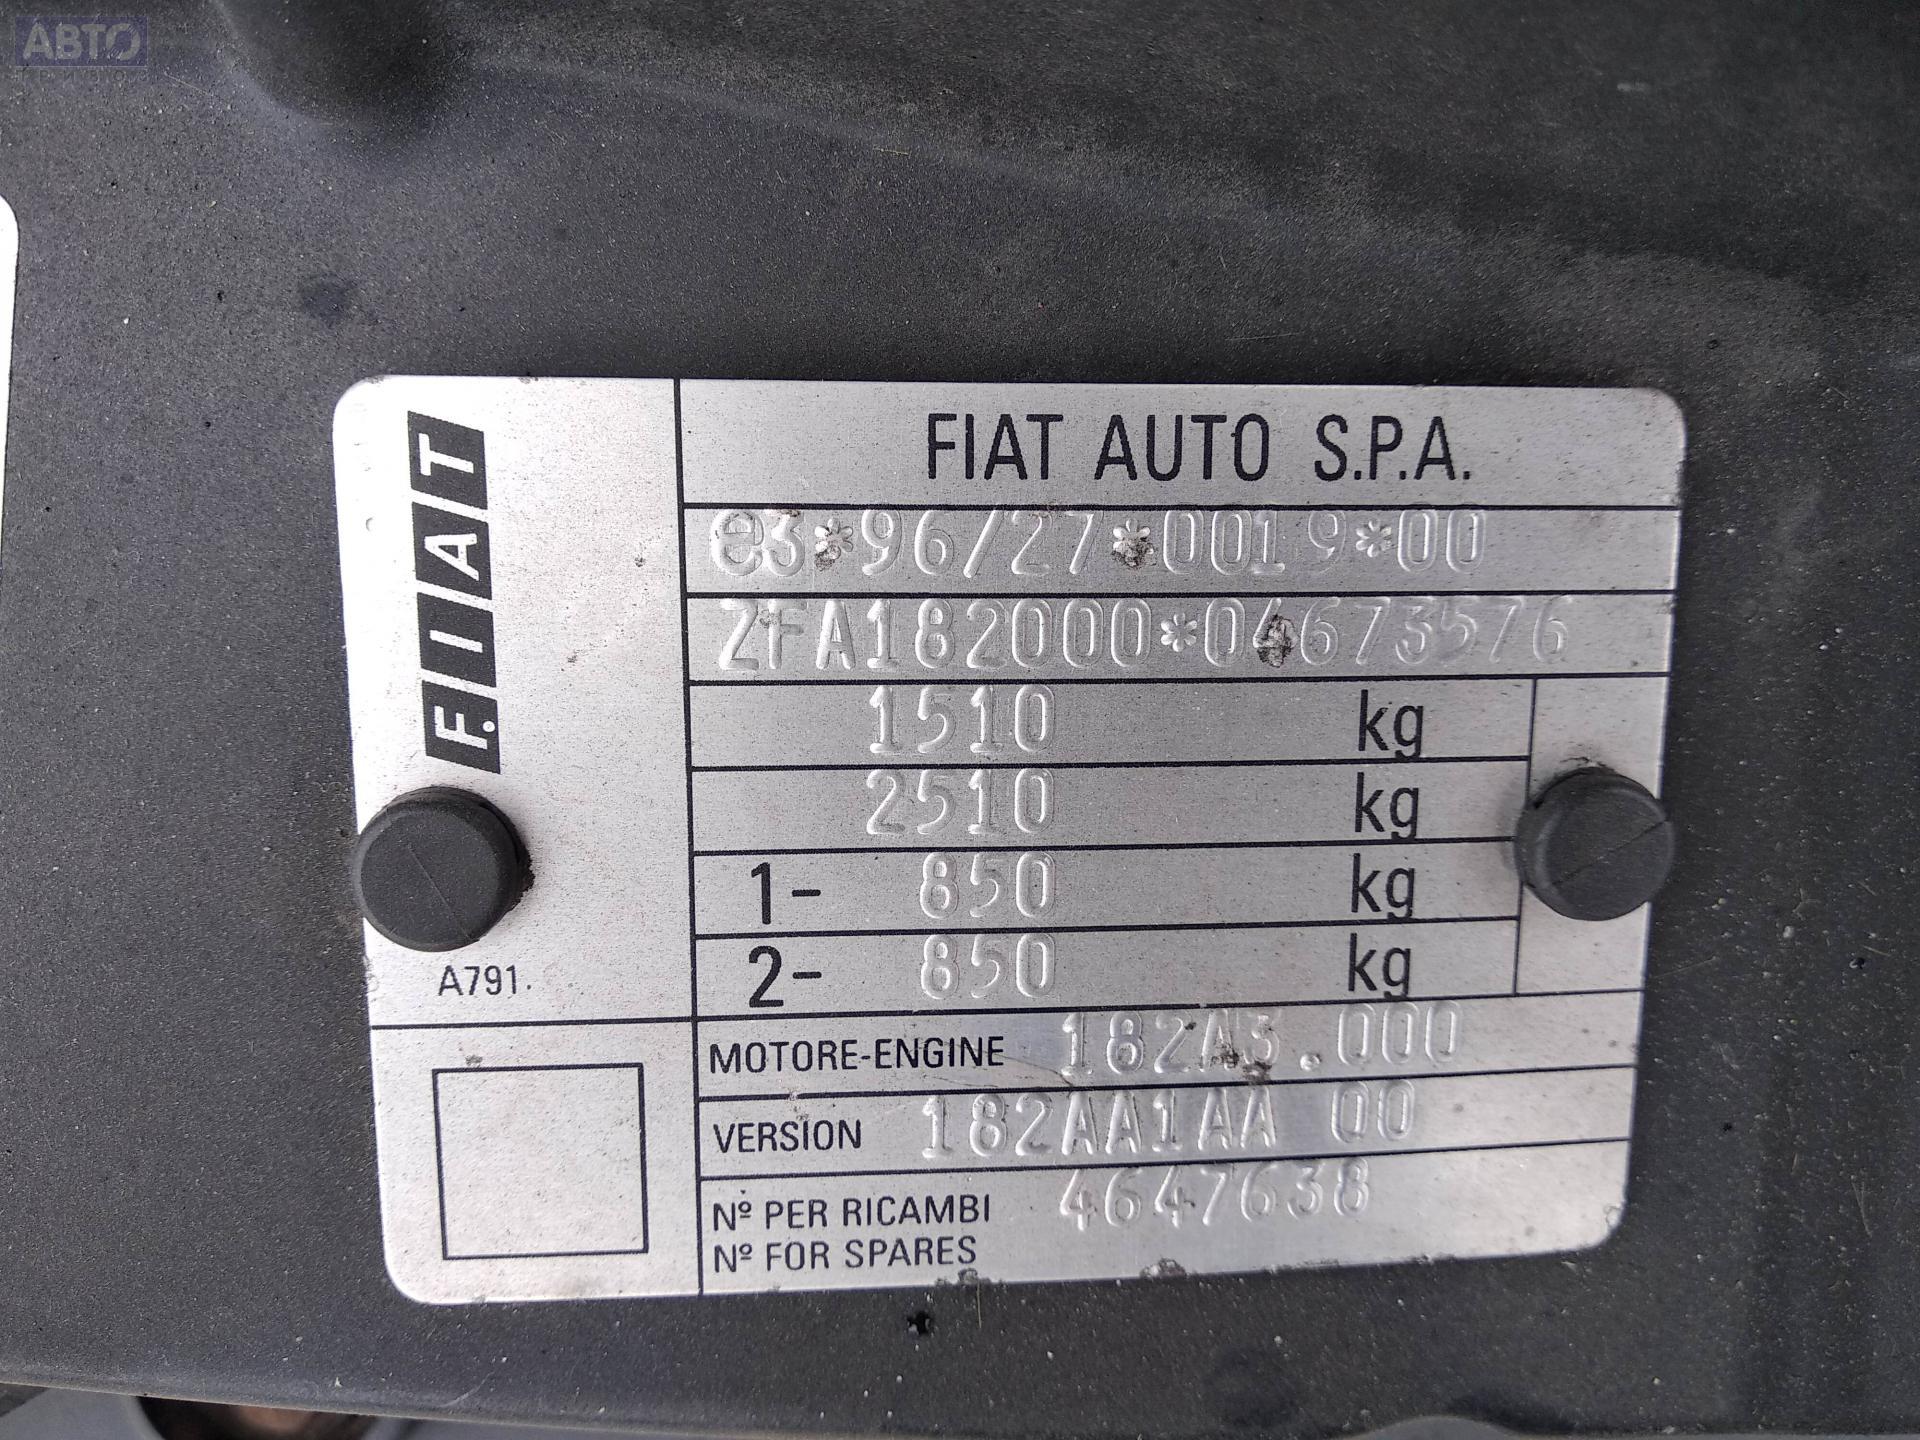 АВТО
F.I.A.T
FIAT AUTO S.P.A.
e3*96/27*0019*00
ZFA182000*04673576
1510 kg
2510 kg
1- 850 kg
2- 850 kg
A791.
MOTORE-ENGINE 182A3.000
VERSION 182AA1AA 00
Nº PER RICAMBI 4647638
Nº FOR SPARES